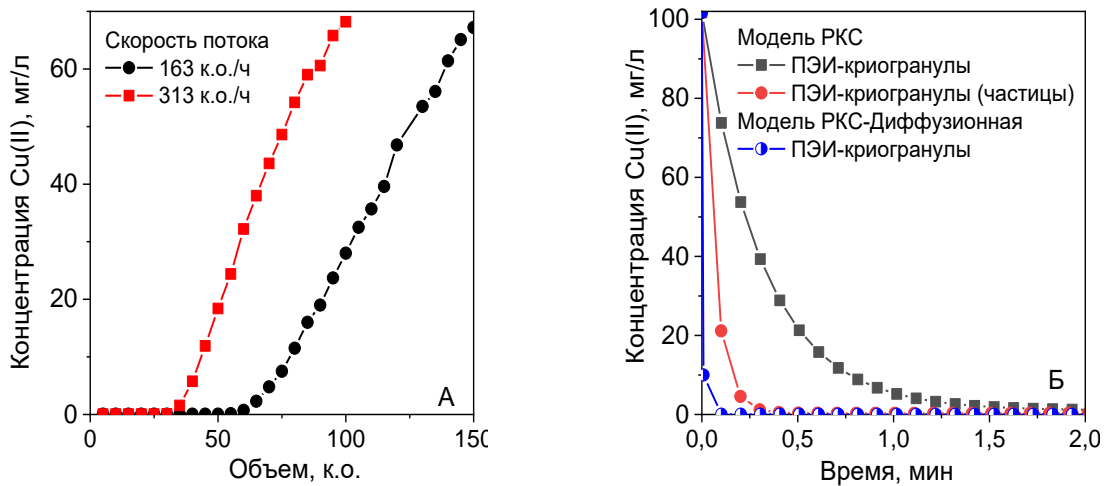 Концентрация Cu(II), мг/л
60
40
20
0
Скорость потока
163 к.о./ч
313 к.о./ч
А
0 50 100 150
Объем, к.о.
Концентрация Cu(II), мг/л
100
80
60
40
20
0
Модель РКС
ПЭИ-криогранулы
ПЭИ-криогранулы (частицы)
Модель РКС-Диффузионная
ПЭИ-криогранулы
Б
0,0 0,5 1,0 1,5 2,0
Время, мин